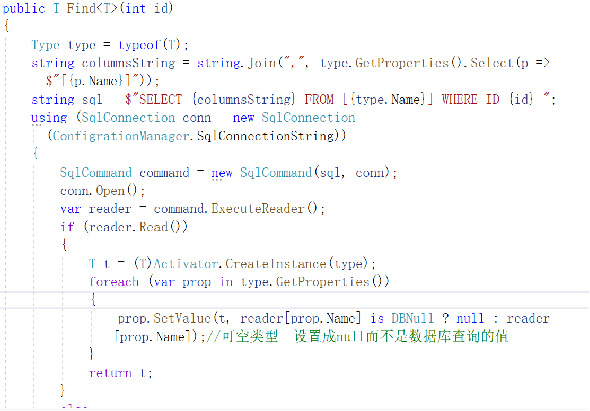 public T Find<T>(int id)
{
Type type = typeof(T);
string columnsString = string.Join(",", type.GetProperties().Select(p =>
$"[{p.Name}]"));
string sql $"SELECT {columnsString} FROM [{type.Name}] WHERE ID {id} ";
using (SqlConnection conn new SqlConnection
(ConfigrationManager.SqlConnectionString))
{
SqlCommand command = new SqlCommand(sql, conn);
conn.Open();
var reader = command.ExecuteReader();
if (reader.Read())
{
T t = (T)Activator.CreateInstance(type);
foreach (var prop in type.GetProperties())
{
prop.SetValue(t, reader[prop.Name] is DBNull ? null : reader
[prop.Name]);//可空类型 设置成null而不是数据库查询的值
}
return t;
}